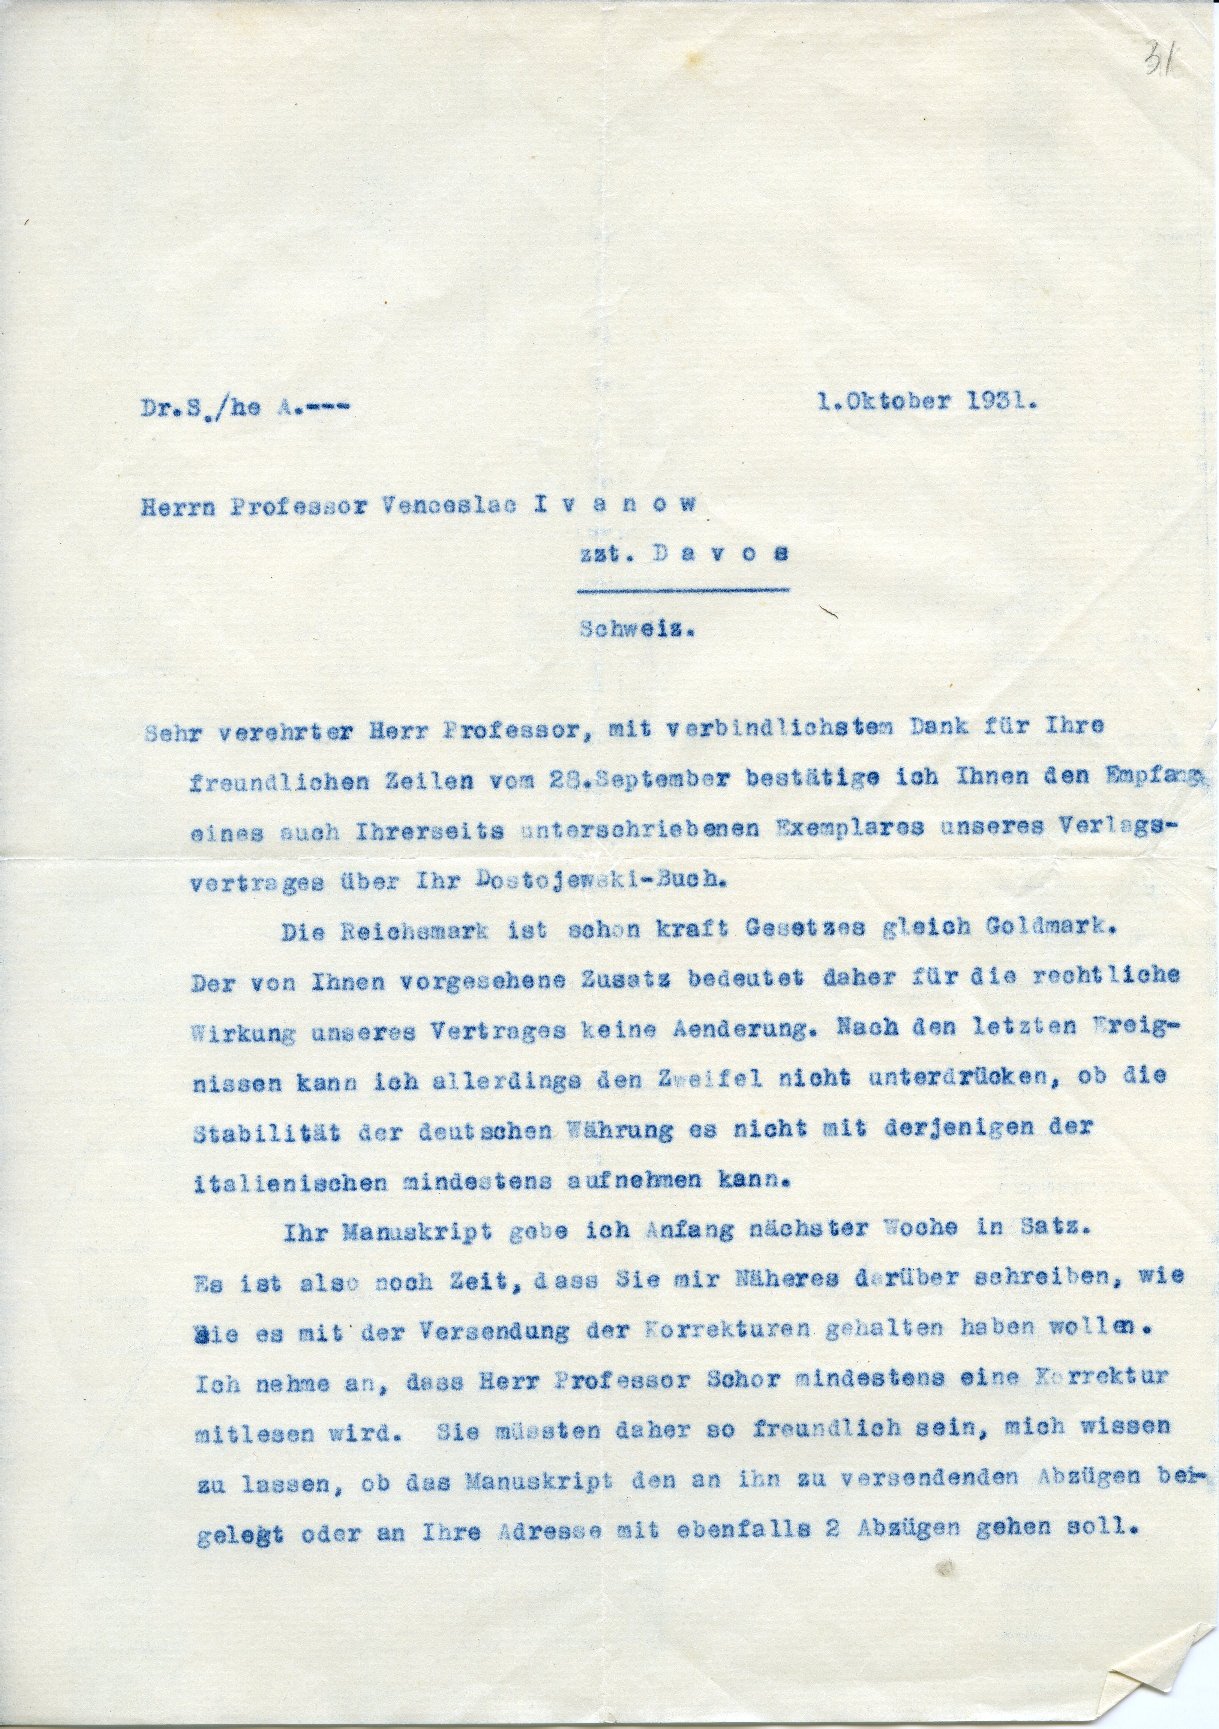 31
Dr.S./he A.---
1.Oktober 1931.
Herrn Professor Venceslac I v a n o w
zzt. D a v o s
Schweiz.
Sehr verehrter Herr Professor, mit verbindlichstem Dank für Ihre
freundlichen Zeilen vom 28.September bestätige ich Ihnen den Empfang
eines auch Ihrerseits unterschriebenen Exemplares unseres Verlags-
vertrages über Ihr Dostojewski-Buch.
Die Reichsmark ist schon kraft Gesetzes gleich Goldmark.
Der von Ihnen vorgesehene Zusatz bedeutet daher für die rechtliche
Wirkung unseres Vertrages keine Aenderung. Nach den letzten Ereig-
nissen kann ich allerdings den Zweifel nicht unterdrücken, ob die
Stabilität der deutschen Währung es nicht mit derjenigen der
italienischen mindestens aufnehmen kann.
Ihr Manuskript gebe ich Anfang nächster Woche in Satz.
Es ist also noch Zeit, dass Sie mir Näheres darüber schreiben, wie
Sie es mit der Versendung der Korrekturen gehalten haben wollen.
Ich nehme an, dass Herr Professor Schor mindestens eine Korrektur
mitlesen wird. Sie müssten daher so freundlich sein, mich wissen
zu lassen, ob das Manuskript den an ihn zu versendenden Abzügen bei-
gelegt oder an Ihre Adresse mit ebenfalls 2 Abzügen gehen soll.